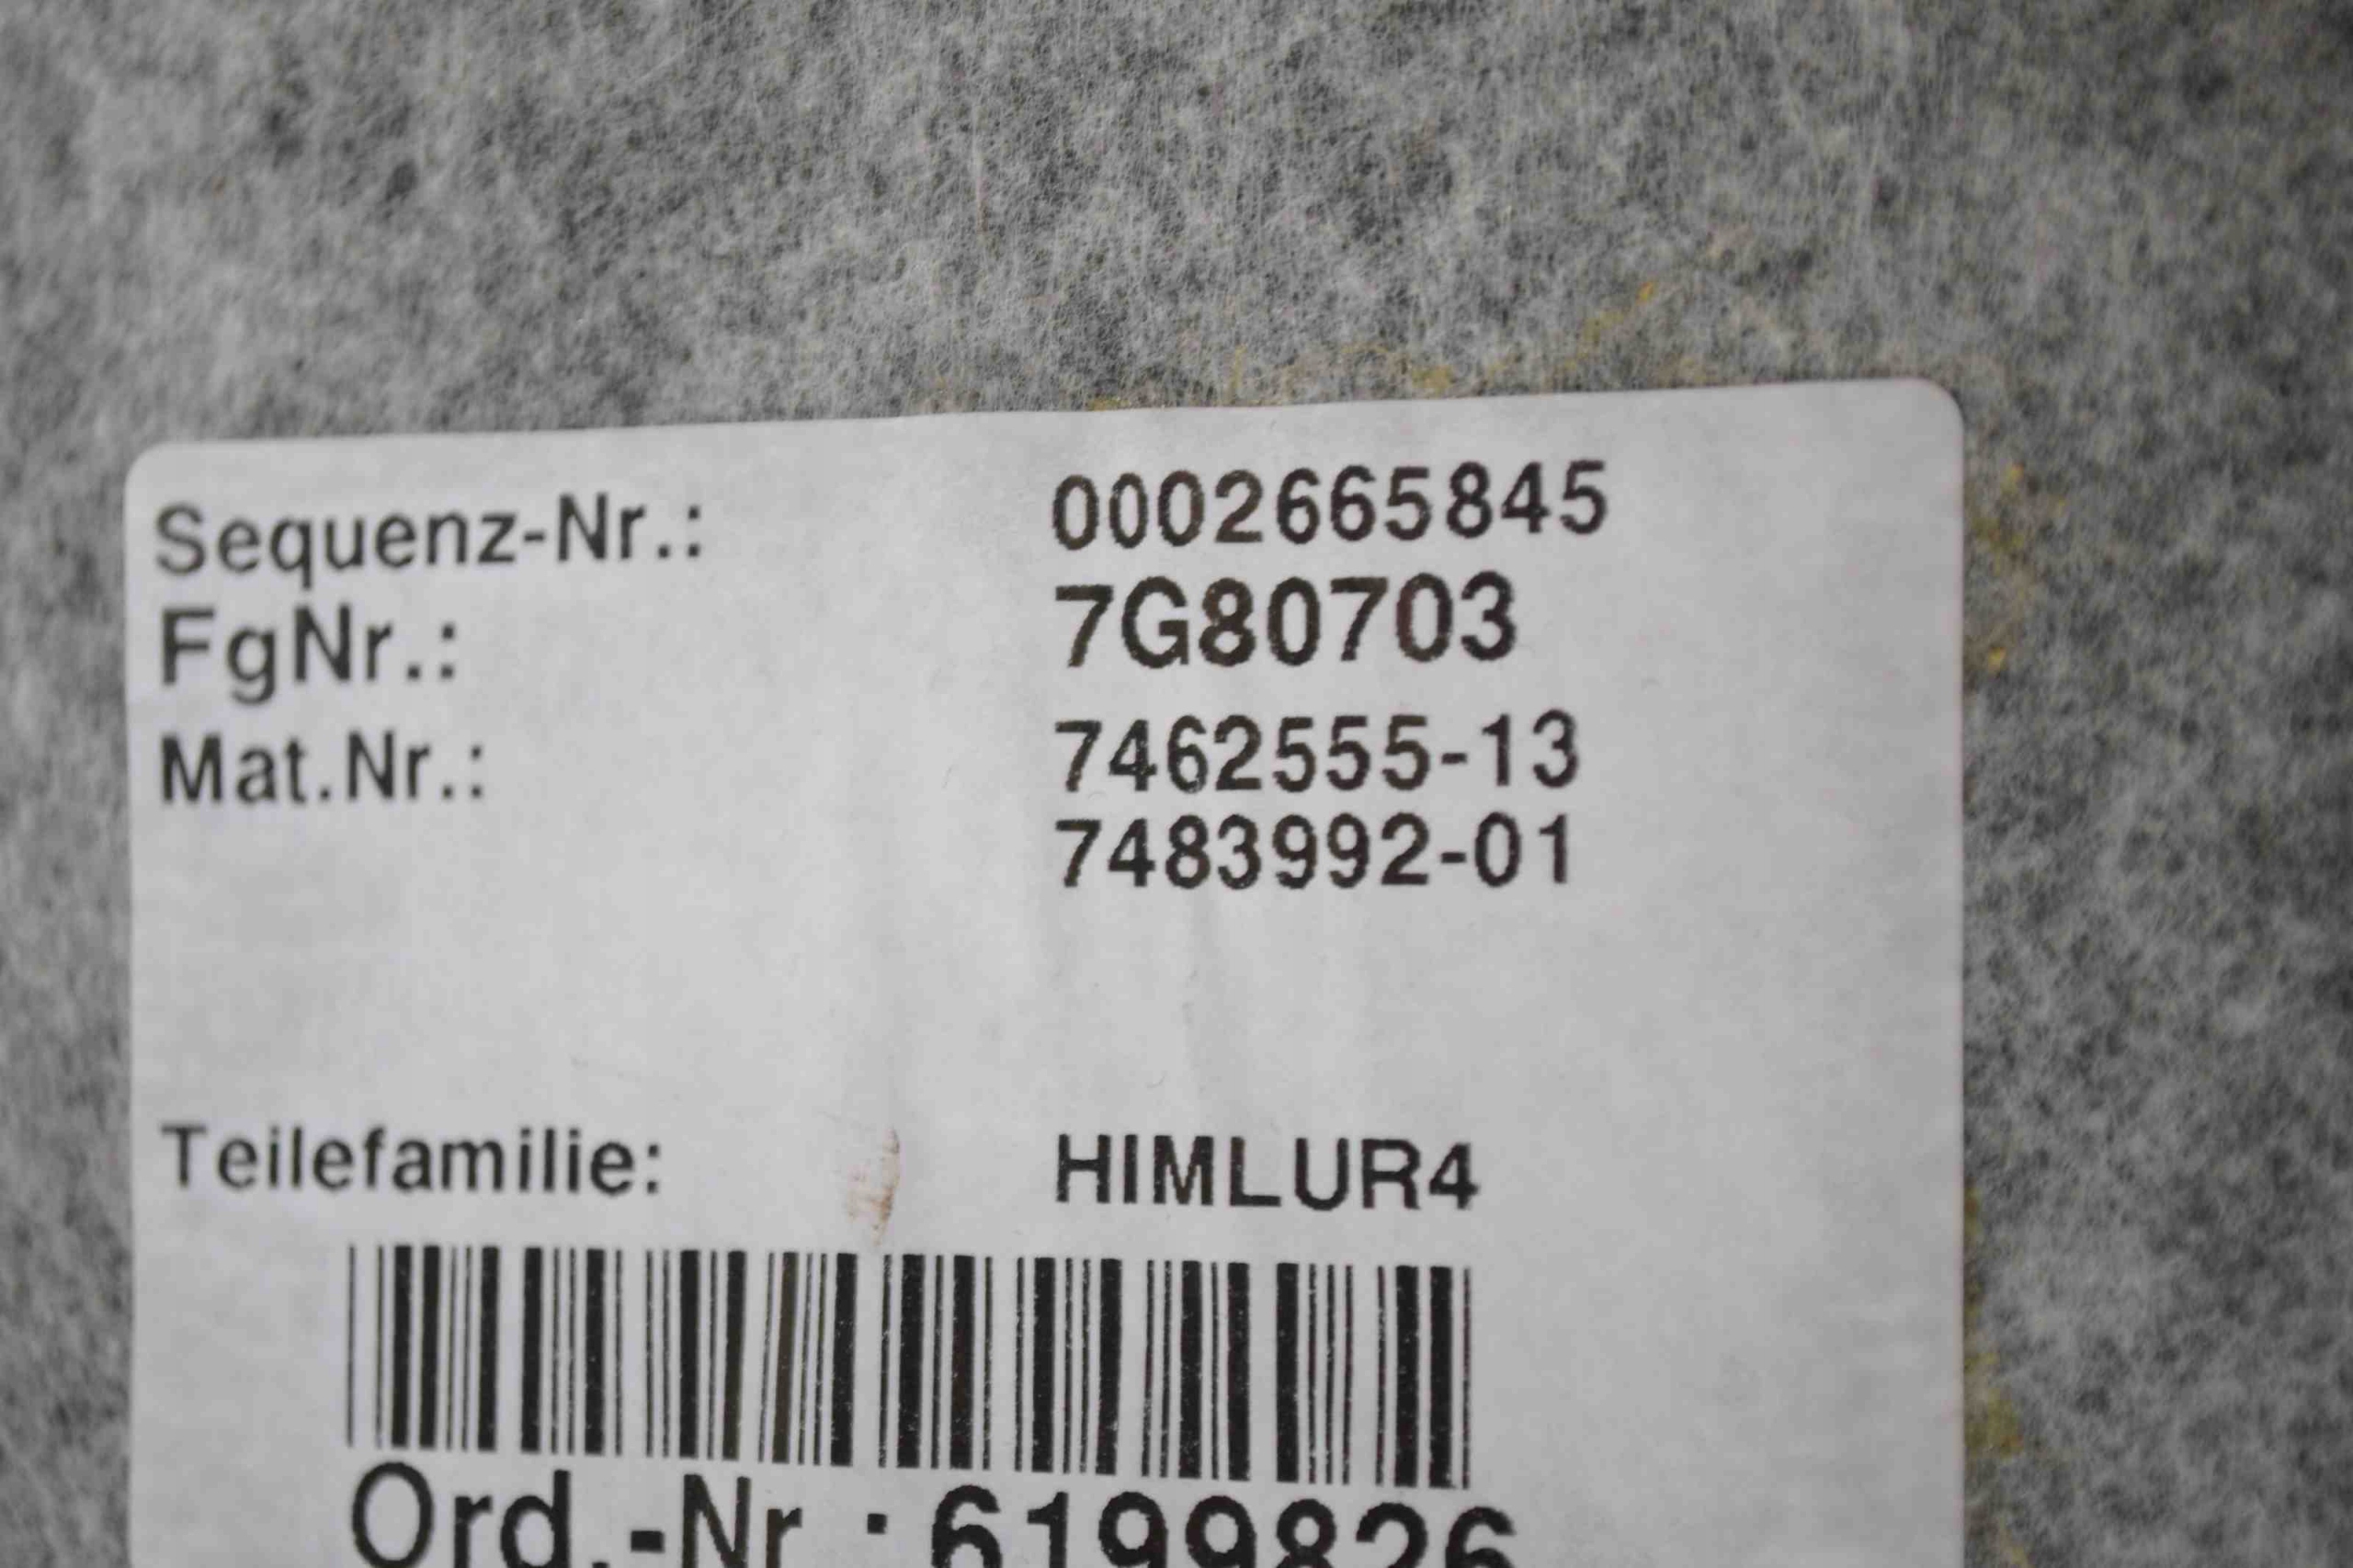 Sequenz-Nr.: 0002665845
FgNr.: 7G80703
Mat.Nr.: 7462555-13
7483992-01
Teilefamilie: HIMLUR4
Ord.-Nr.: 6199826